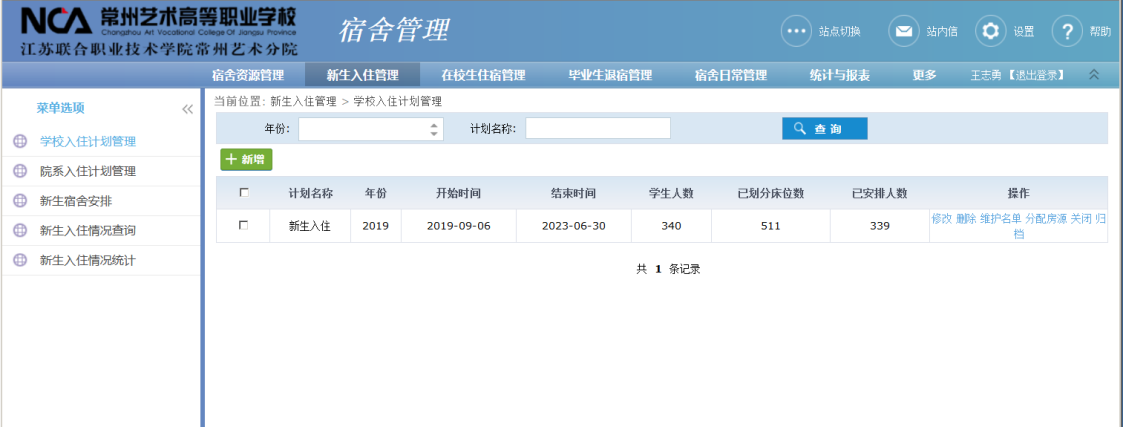 NCA 常州艺术高等职业学校
Changzhou Art Vocational College Of Jiangsu Province
江苏联合职业技术学院常州艺术分院
宿舍管理
站点切换 站内信 设置 ? 帮助
宿舍资源管理 新生入住管理 在校生住宿管理 毕业生退宿管理 宿舍日常管理 统计与报表 更多 王志勇【退出登录】
菜单选项
学校入住计划管理
院系入住计划管理
新生宿舍安排
新生入住情况查询
新生入住情况统计
当前位置: 新生入住管理 > 学校入住计划管理
年份: 计划名称: 查询
+ 新增
计划名称 年份 开始时间 结束时间 学生人数 已划分床位数 已安排人数 操作
新生入住 2019 2019-09-06 2023-06-30 340 511 339 修改 删除 维护名单 分配房源 关闭 归
档
共 1 条记录